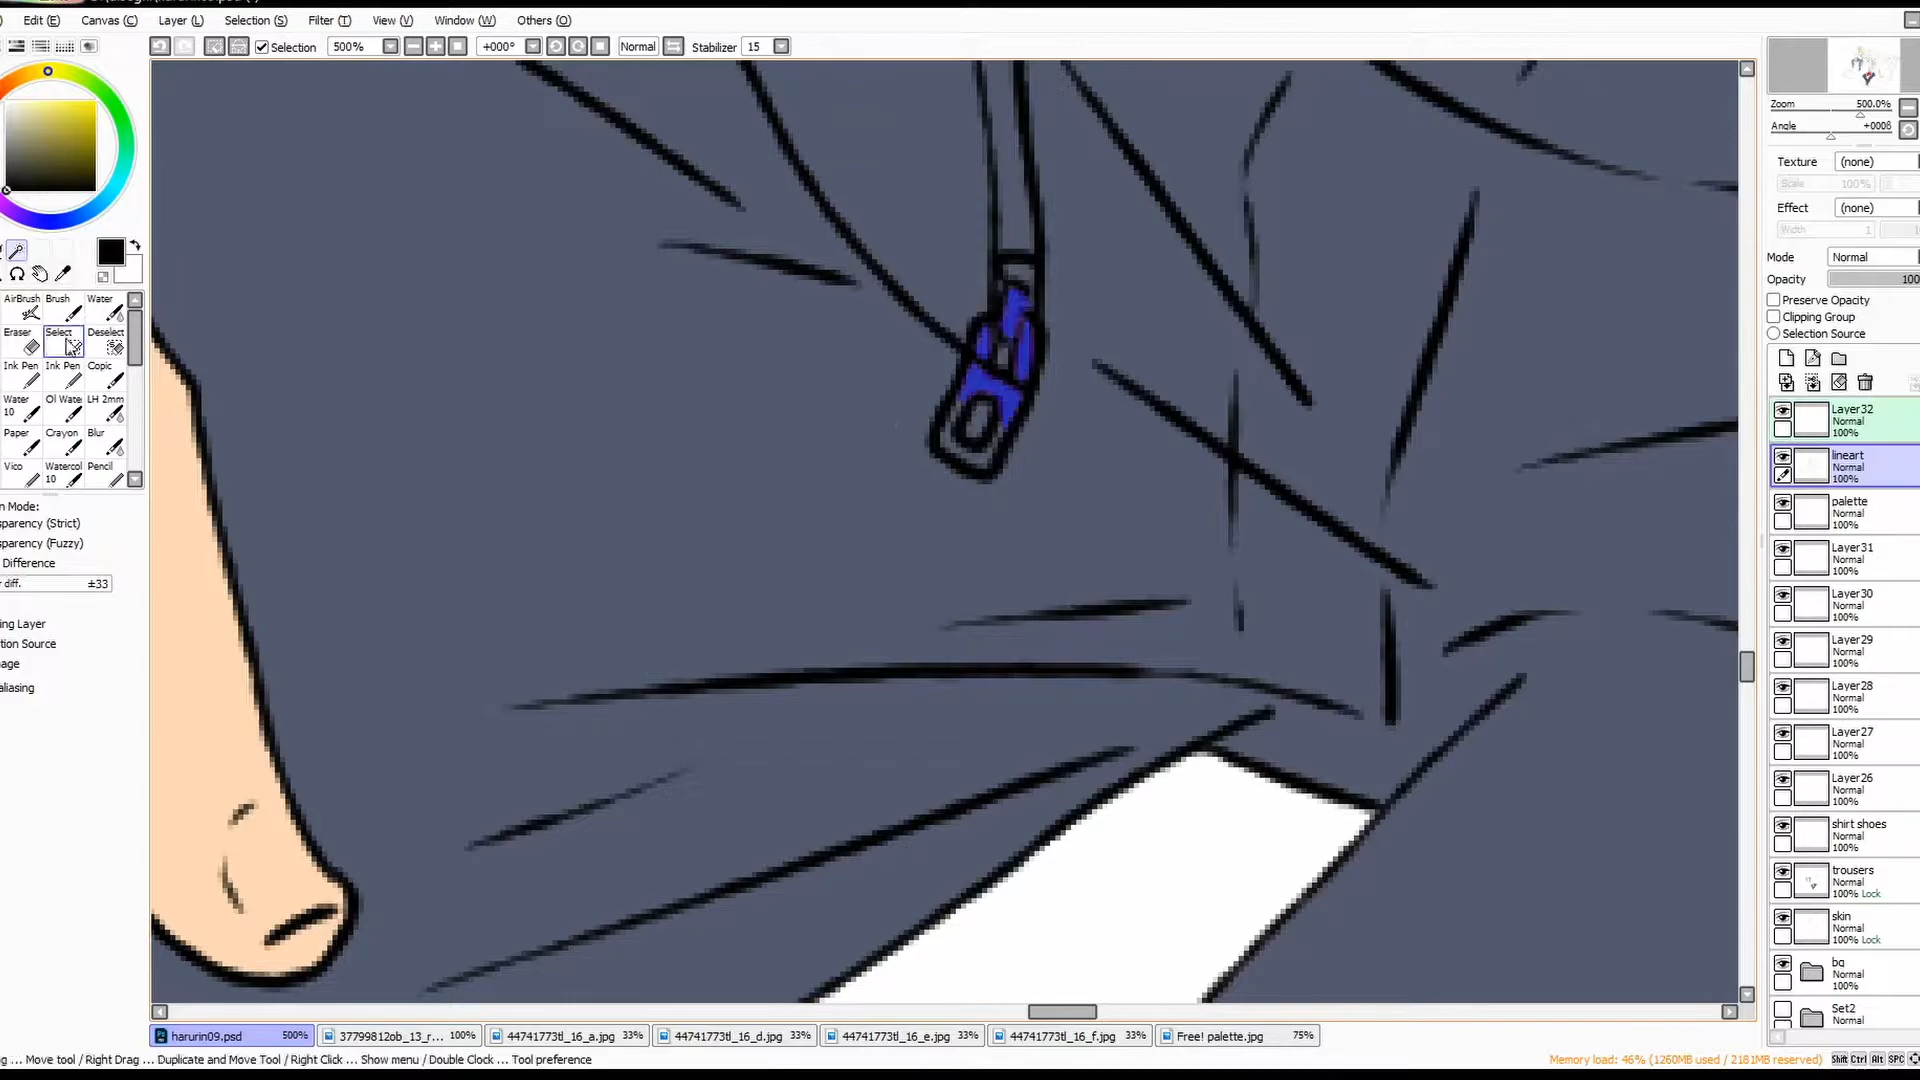 Edit (E) Canvas (C) Layer (L) Selection (S) Filter (T) View (V) Window (W) Others (O)
Selection 500% +000° Normal Stabilizer 15
Zoom 500.0%
Angle +000ß
Texture (none)
Scale 100%
Effect (none)
Width 1
Mode Normal
Opacity 100
Preserve Opacity
Clipping Group
Selection Source
AirBrush Brush Water
Eraser Select Deselect
Ink Pen Ink Pen Copic
Water 10 Ol Wate LH 2mm
Paper Crayon Blur
Vico Watercol 10 Pencil
n Mode:
sparency (Strict)
sparency (Fuzzy)
Difference
r diff. ±33
ing Layer
tion Source
nage
aliasing
Layer32
Normal
100%
lineart
Normal
100%
palette
Normal
100%
Layer31
Normal
100%
Layer30
Normal
100%
Layer29
Normal
100%
Layer28
Normal
100%
Layer27
Normal
100%
Layer26
Normal
100%
shirt shoes
Normal
100%
trousers
Normal
100% Lock
skin
Normal
100% Lock
bg
Normal
100%
Set2
Normal
harurin09.psd 500% 37799812ob_13_r... 100% 44741773tl_16_a.jpg 33% 44741773tl_16_d.jpg 33% 44741773tl_16_e.jpg 33% 44741773tl_16_f.jpg 33% Free! palette.jpg 75%
g ... Move tool / Right Drag ... Duplicate and Move Tool / Right Click ... Show menu / Double Clock ... Tool preference
Memory load: 46% (1260MB used / 2181MB reserved) Shift Ctrl Alt SPC